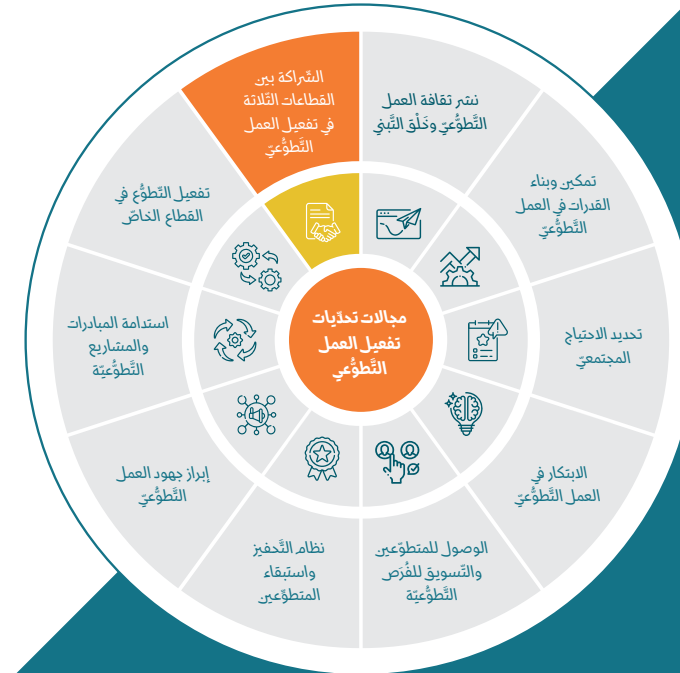 مجالات تحدّيات
تفعيل العمل
التَّطوُّعي
نشر ثقافة العمل
التَّطوُّعيّ وخَلْق التَّبنّي
تمكين وبناء
القدرات في العمل
التَّطوُّعيّ
تحديد الاحتياج
المجتمعيّ
الابتكار في
العمل التَّطوُّعيّ
الوصول للمتطوّعين
والتّسويق للفُرَص
التَّطوُّعيّة
نظام التَّحفيز
واستبقاء
المتطوِّعين
إبراز جهود العمل
التَّطوُّعيّ
استدامة المبادرات
والمشاريع
التَّطوُّعيّة
تفعيل التّطوُّع في
القطاع الخاصّ
الشّراكة بين
القطاعات الثّلاثة
في تفعيل العمل
التَّطوُّعيّ